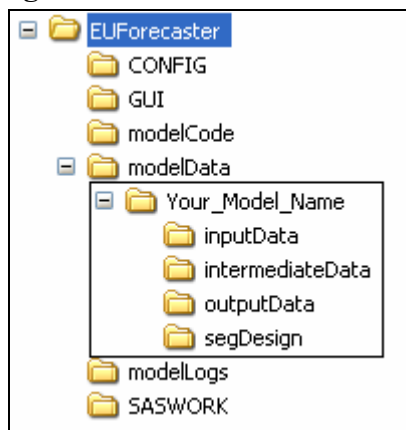 EUForecaster
CONFIG
GUI
modelCode
modelData
Your_Model_Name
inputData
intermediateData
outputData
segDesign
modelLogs
SASWORK